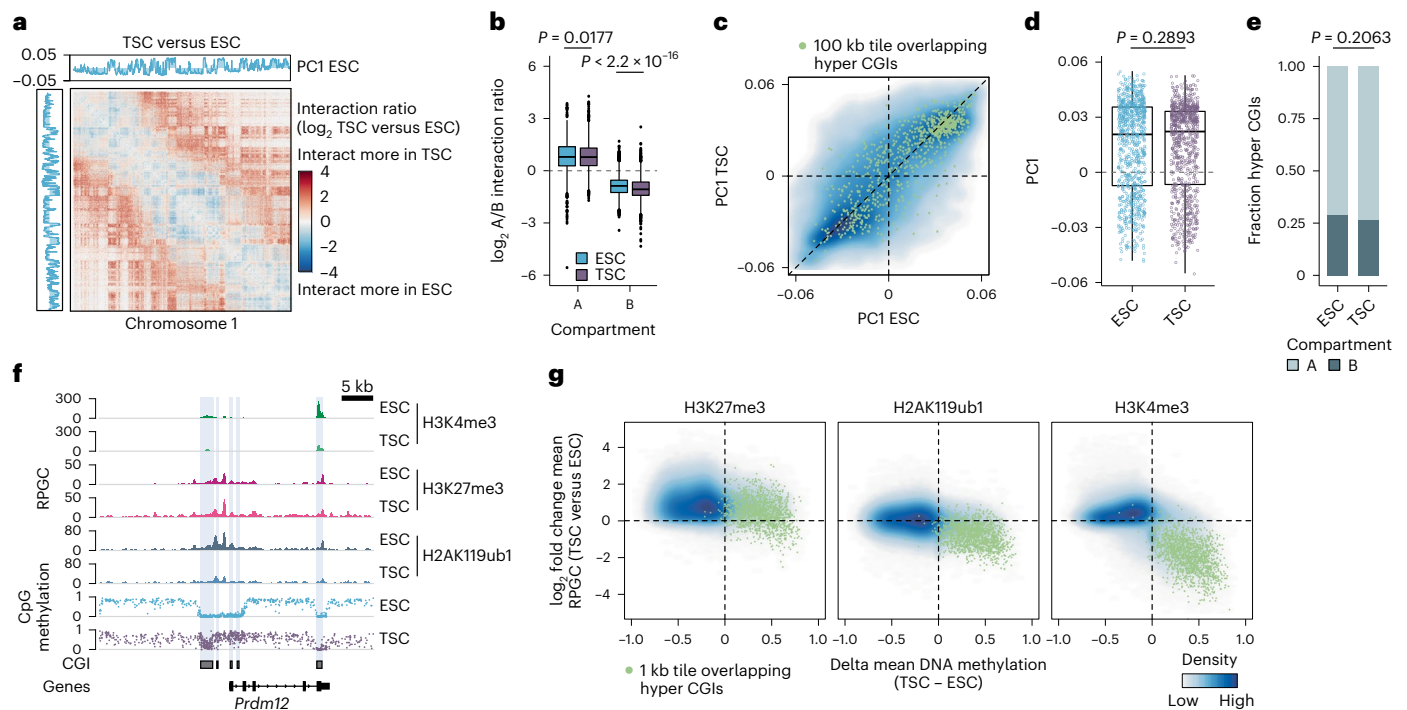 a
TSC versus ESC
0.05
−0.05
PC1 ESC
Interaction ratio
(log2 TSC versus ESC)
Interact more in TSC
4
2
0
−2
−4
Interact more in ESC
Chromosome 1
b
P = 0.0177
P < 2.2 × 10−16
6
3
0
−3
−6
log2 A/B interaction ratio
ESC
TSC
A
B
Compartment
c
100 kb tile overlapping
hyper CGIs
0.06
0
−0.06
PC1 TSC
−0.06
0
0.06
PC1 ESC
d
P = 0.2893
0.06
0.03
0
−0.03
−0.06
PC1
ESC
TSC
e
P = 0.2063
1.00
0.75
0.50
0.25
0
Fraction hyper CGIs
ESC
TSC
Compartment
A
B
f
5 kb
300
0
ESC
H3K4me3
300
0
TSC
RPGC
50
0
ESC
H3K27me3
50
0
TSC
80
0
ESC
H2AK119ub1
80
0
TSC
CpG
methylation
1
0
ESC
1
0
TSC
CGI
Genes
Prdm12
g
H3K27me3
H2AK119ub1
H3K4me3
log2 fold change mean
RPGC (TSC versus ESC)
4
2
0
−2
−4
−1.0
−0.5
0
0.5
1.0
−1.0
−0.5
0
0.5
1.0
−1.0
−0.5
0
0.5
1.0
1 kb tile overlapping
hyper CGIs
Delta mean DNA methylation
(TSC – ESC)
Density
Low
High